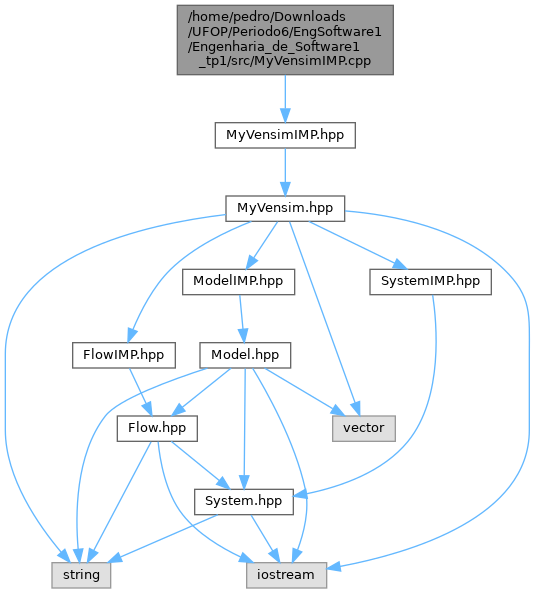 /home/pedro/Downloads
/UFOP/Periodo6/EngSoftware1
/Engenharia_de_Software1
_tp1/src/MyVensimIMP.cpp
MyVensimIMP.hpp
MyVensim.hpp
ModelIMP.hpp
SystemIMP.hpp
FlowIMP.hpp
Model.hpp
Flow.hpp
vector
System.hpp
string
iostream